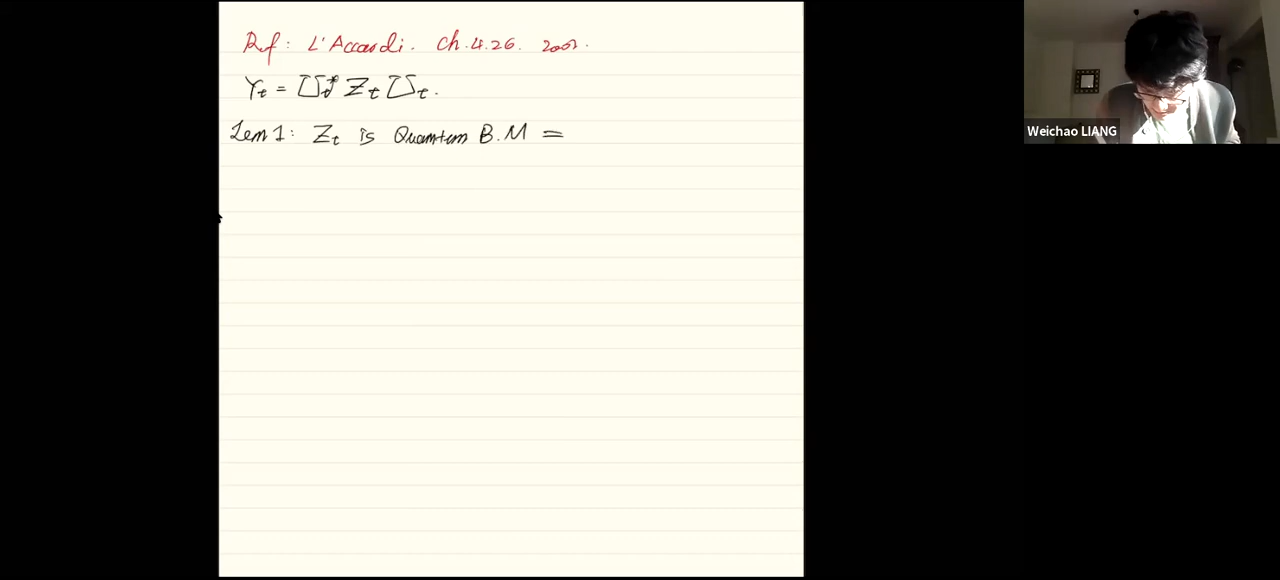 Ref: L'Accardi. Ch.4.26. 2002.
Y_t = U_t^* Z_t U_t.
Lem 1: Z_t is Quantum B.M =
Weichao LIANG